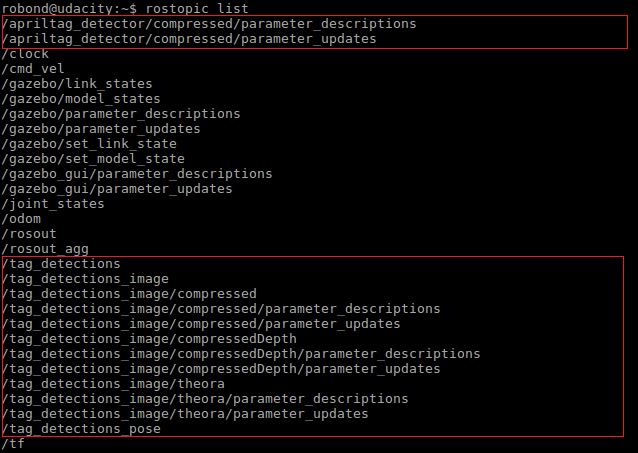 robond@udacity:~$ rostopic list
/apriltag_detector/compressed/parameter_descriptions
/apriltag_detector/compressed/parameter_updates
/clock
/cmd_vel
/gazebo/link_states
/gazebo/model_states
/gazebo/parameter_descriptions
/gazebo/parameter_updates
/gazebo/set_link_state
/gazebo/set_model_state
/gazebo_gui/parameter_descriptions
/gazebo_gui/parameter_updates
/joint_states
/odom
/rosout
/rosout_agg
/tag_detections
/tag_detections_image
/tag_detections_image/compressed
/tag_detections_image/compressed/parameter_descriptions
/tag_detections_image/compressed/parameter_updates
/tag_detections_image/compressedDepth
/tag_detections_image/compressedDepth/parameter_descriptions
/tag_detections_image/compressedDepth/parameter_updates
/tag_detections_image/theora
/tag_detections_image/theora/parameter_descriptions
/tag_detections_image/theora/parameter_updates
/tag_detections_pose
/tf